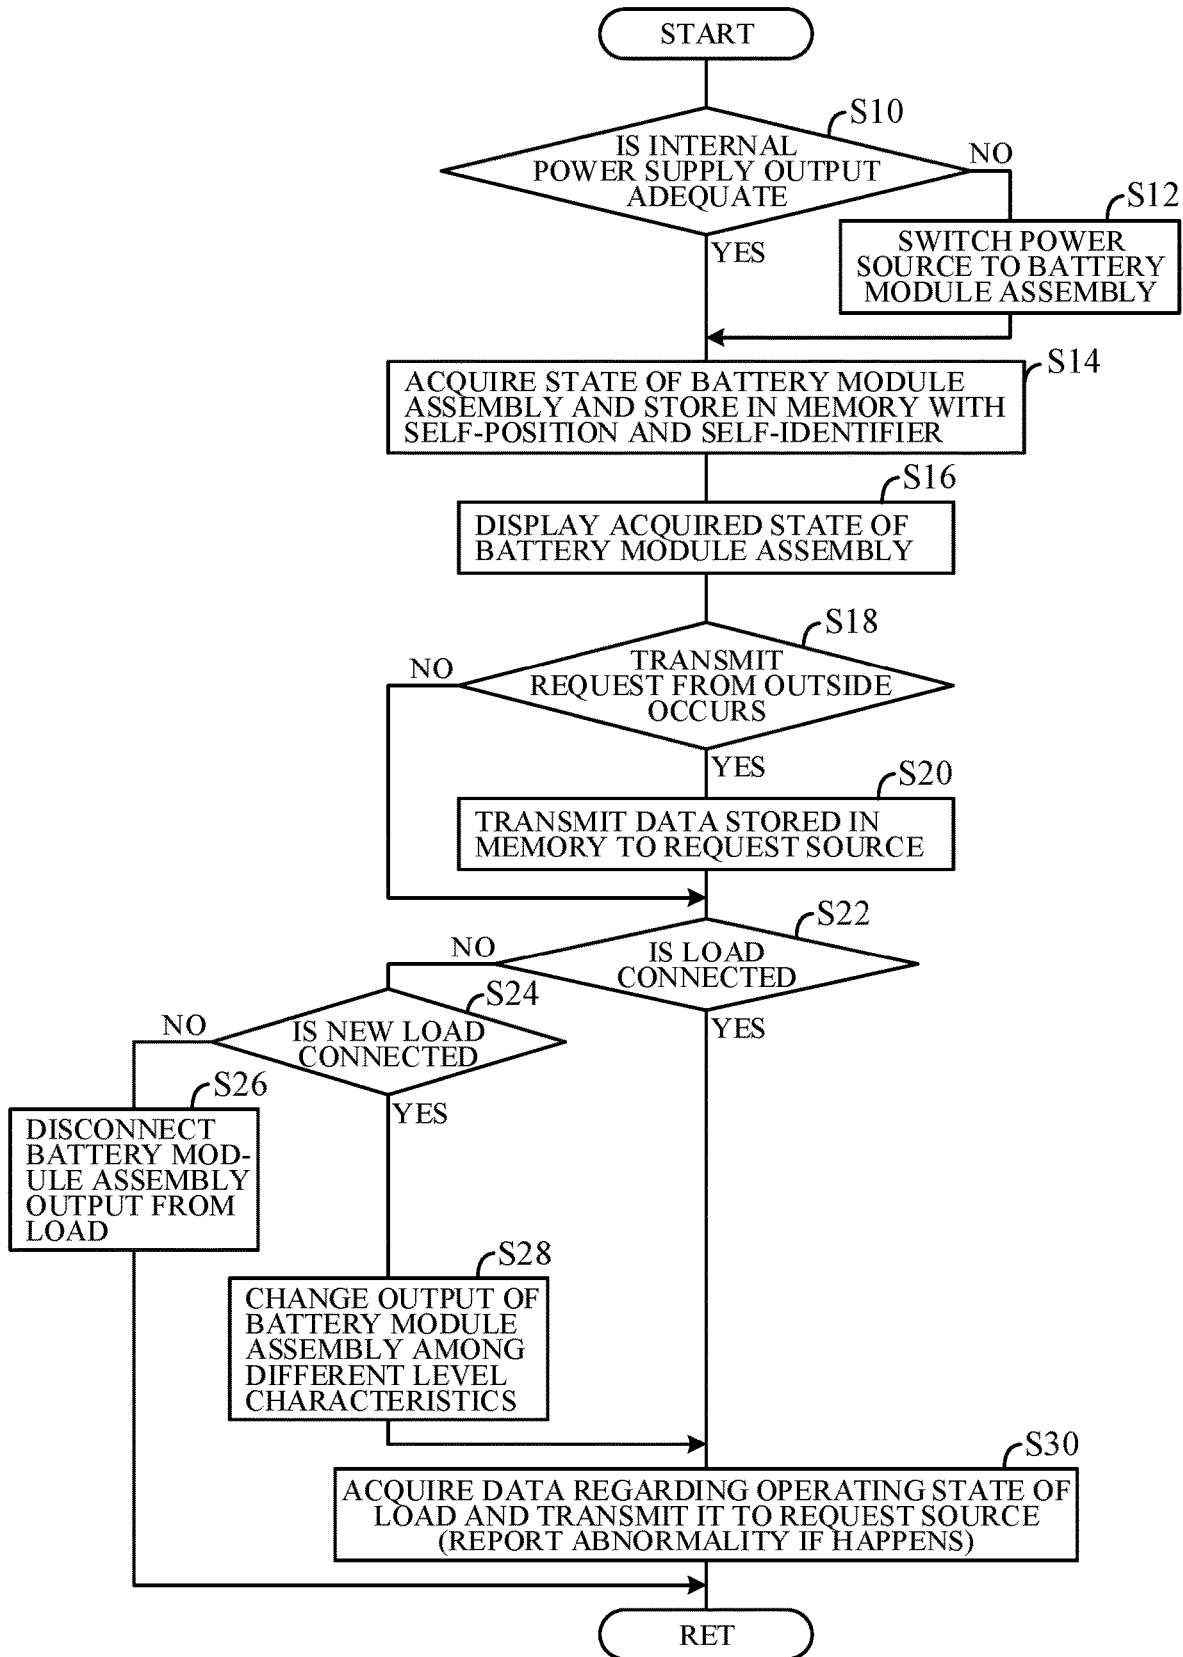 START
S10
IS INTERNAL
POWER SUPPLY OUTPUT
ADEQUATE
NO
YES
S12
SWITCH POWER
SOURCE TO BATTERY
MODULE ASSEMBLY
S14
ACQUIRE STATE OF BATTERY MODULE
ASSEMBLY AND STORE IN MEMORY WITH
SELF-POSITION AND SELF-IDENTIFIER
S16
DISPLAY ACQUIRED STATE OF
BATTERY MODULE ASSEMBLY
S18
TRANSMIT
REQUEST FROM OUTSIDE
OCCURS
NO
YES
S20
TRANSMIT DATA STORED IN
MEMORY TO REQUEST SOURCE
S22
IS LOAD
CONNECTED
NO
YES
S24
IS NEW LOAD
CONNECTED
NO
YES
S26
DISCONNECT
BATTERY MOD-
ULE ASSEMBLY
OUTPUT FROM
LOAD
S28
CHANGE OUTPUT OF
BATTERY MODULE
ASSEMBLY AMONG
DIFFERENT LEVEL
CHARACTERISTICS
S30
ACQUIRE DATA REGARDING OPERATING STATE OF
LOAD AND TRANSMIT IT TO REQUEST SOURCE
(REPORT ABNORMALITY IF HAPPENS)
RET